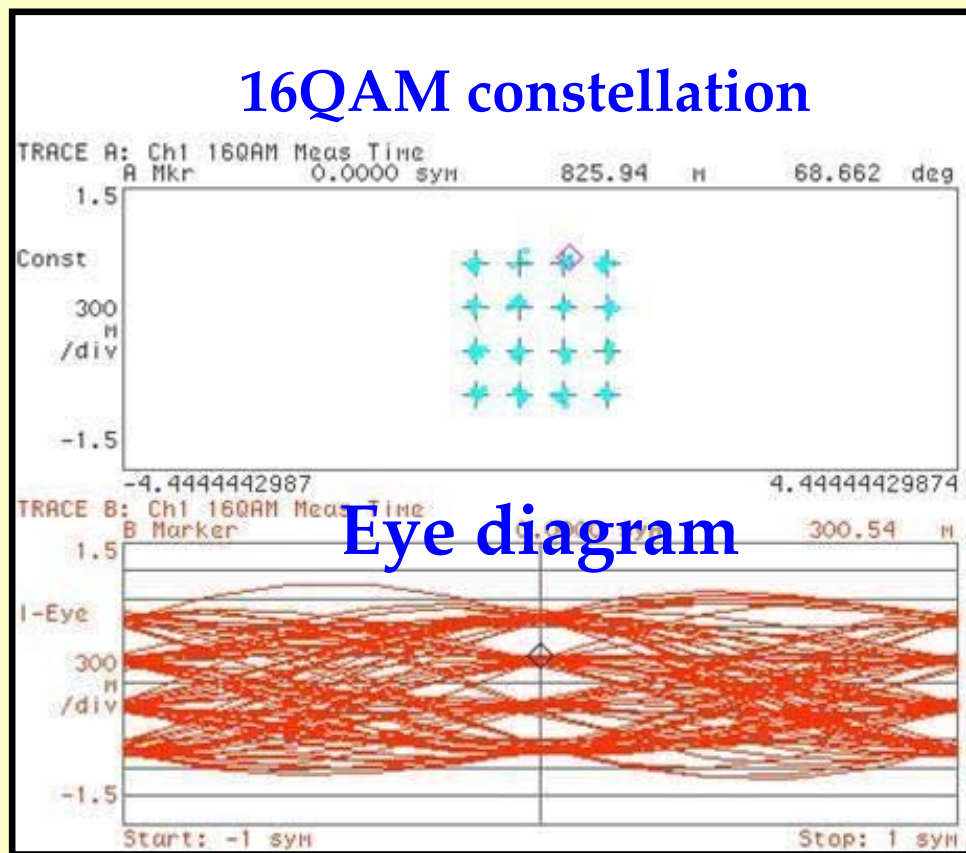 16QAM constellation
TRACE A: Ch1 16QAM Meas Time
A Mkr 0.0000 sym 825.94 m 68.662 deg
1.5
Const
300
m
/div
-1.5
-4.4444442987 4.44444429874
TRACE B: Ch1 16QAM Meas Time
Eye diagram
B Marker 300.54 m
1.5
I-Eye
300
m
/div
-1.5
Start: -1 sym Stop: 1 sym